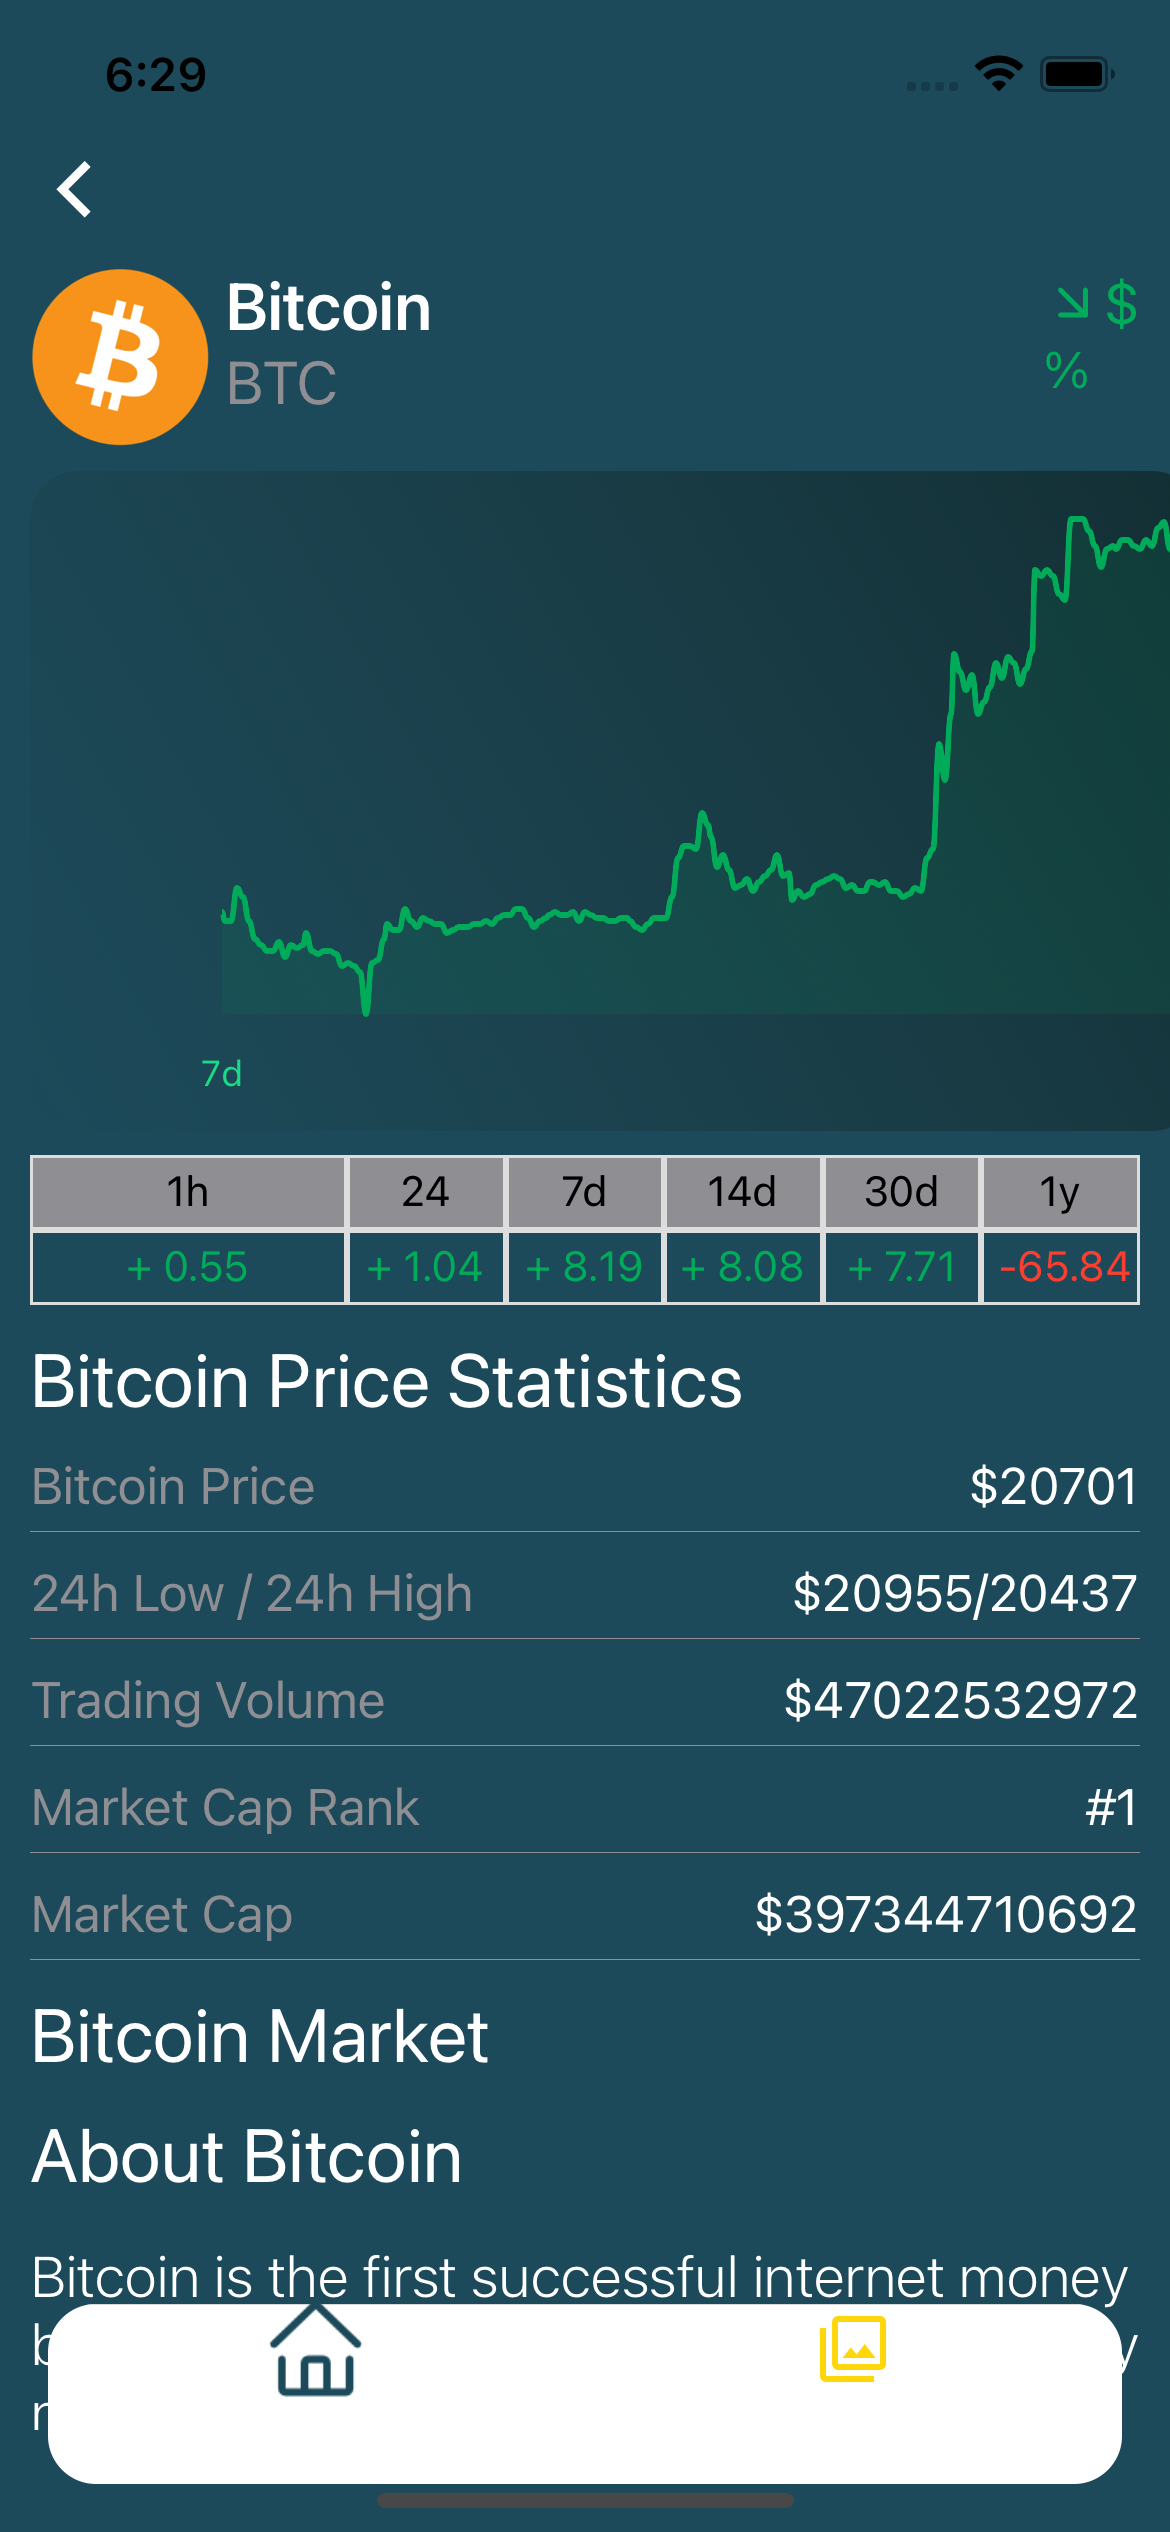 6:29
Bitcoin
BTC
$
%
7d
1h 24 7d 14d 30d 1y
+ 0.55 + 1.04 + 8.19 + 8.08 + 7.71 -65.84
Bitcoin Price Statistics
Bitcoin Price $20701
24h Low / 24h High $20955/20437
Trading Volume $47022532972
Market Cap Rank #1
Market Cap $397344710692
Bitcoin Market
About Bitcoin
Bitcoin is the first successful internet money